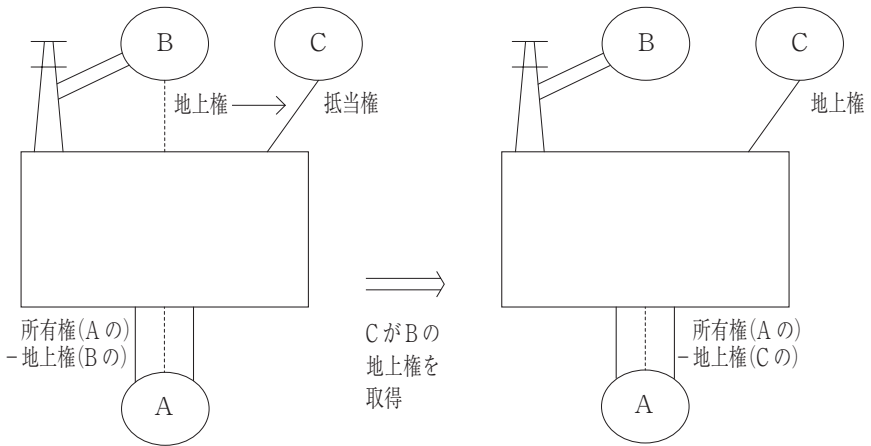 B
C
地上権
抵当権
所有権(Aの)
−地上権(Bの)
A
CがBの
地上権を
取得
B
C
地上権
所有権(Aの)
−地上権(Cの)
A